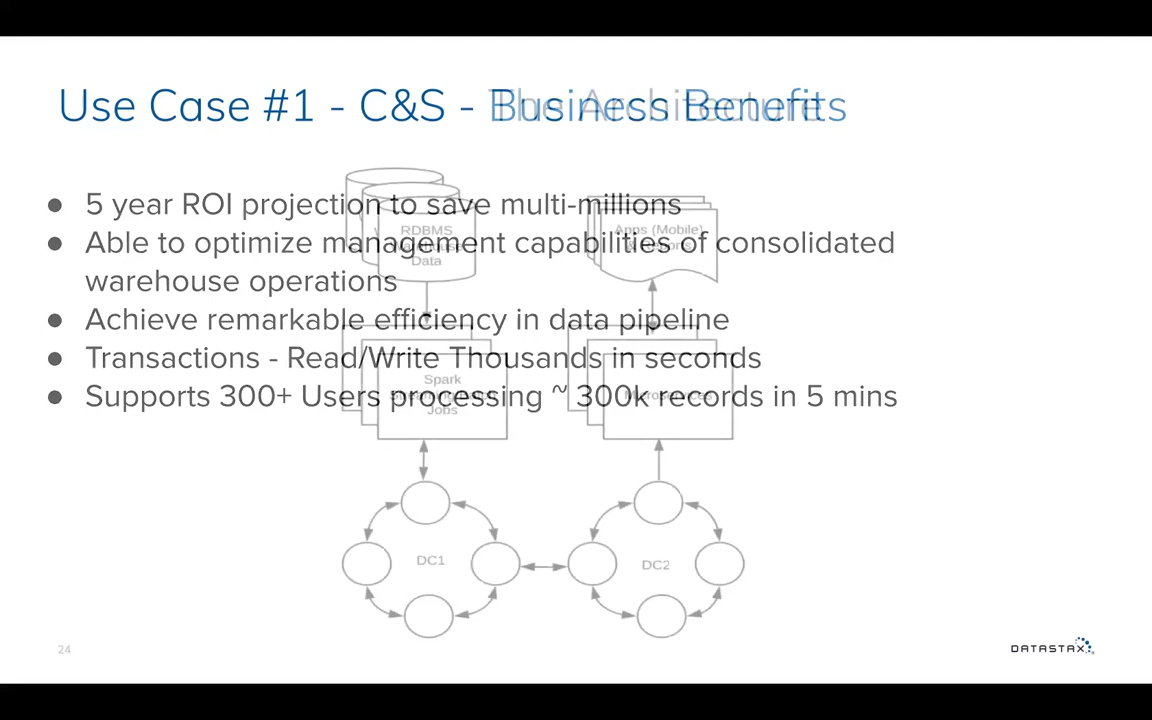 Use Case #1 - C&S - Business Benefits
● 5 year ROI projection to save multi-millions
● Able to optimize management capabilities of consolidated
warehouse operations
● Achieve remarkable efficiency in data pipeline
● Transactions - Read/Write Thousands in seconds
● Supports 300+ Users processing ~ 300k records in 5 mins
RDBMS
Data
Apps (Mobile)
Spark
Jobs
DC1
DC2
24
DATASTAX